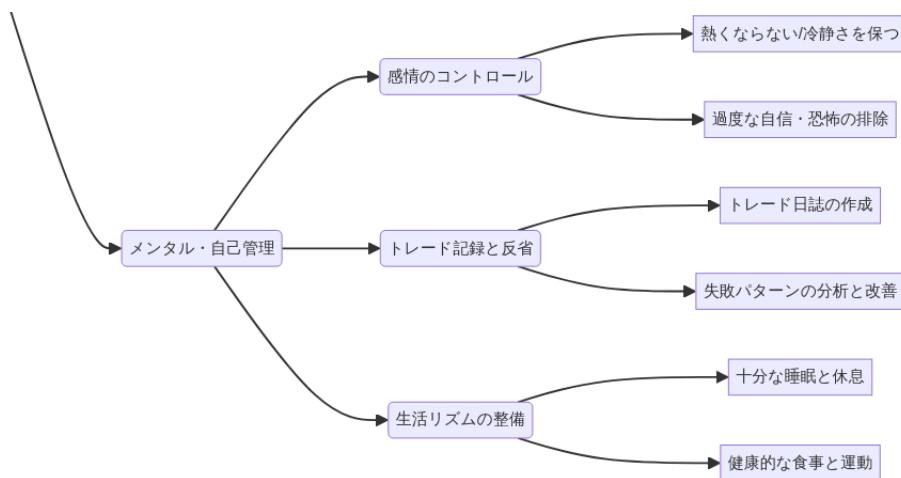 熱くならない/冷静さを保つ
感情のコントロール
過度な自信・恐怖の排除
トレード日誌の作成
メンタル・自己管理
トレード記録と反省
失敗パターンの分析と改善
十分な睡眠と休息
生活リズムの整備
健康的な食事と運動